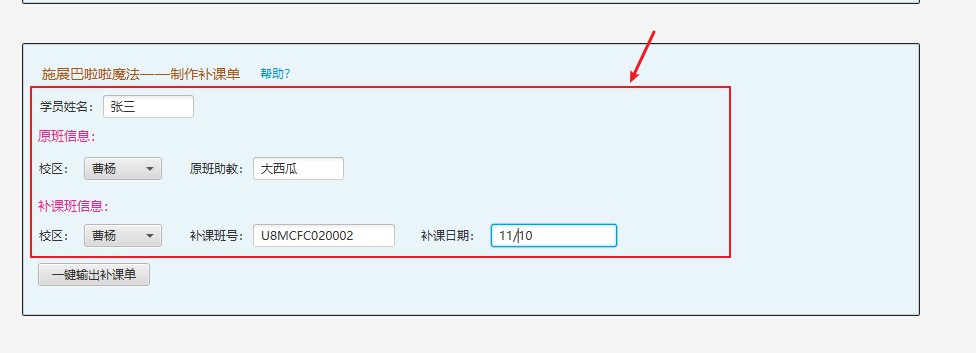 施展巴啦啦魔法——制作补课单 帮助?
学员姓名: 张三
原班信息:
校区: 曹杨 原班助教: 大西瓜
补课班信息:
校区: 曹杨 补课班号: U8MCFC020002 补课日期: 11/10
一键输出补课单